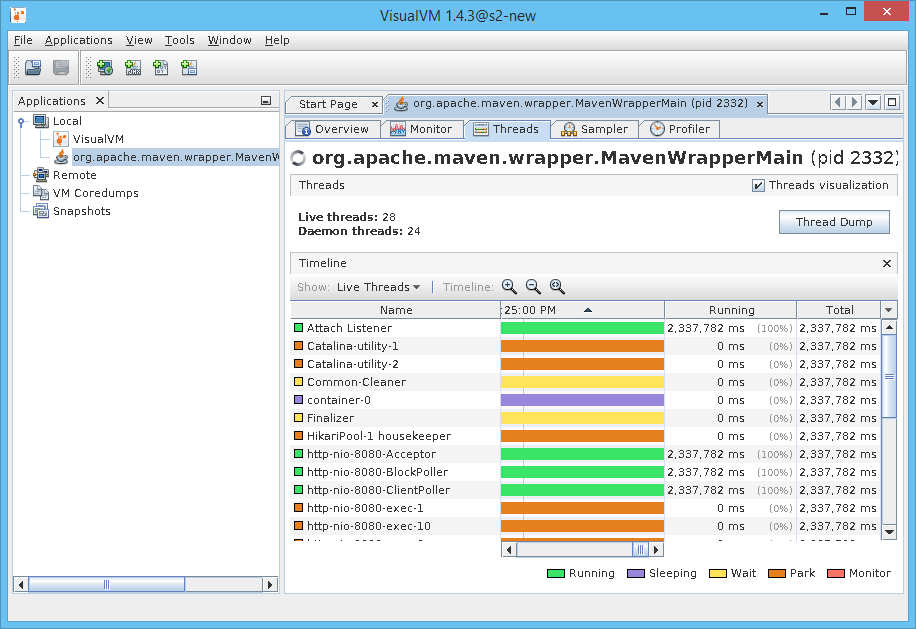 VisualVM 1.4.3@s2-new
File Applications View Tools Window Help
Applications
Local
VisualVM
org.apache.maven.wrapper.MavenW
Remote
VM Coredumps
Snapshots
Start Page
org.apache.maven.wrapper.MavenWrapperMain (pid 2332)
Overview Monitor Threads Sampler Profiler
org.apache.maven.wrapper.MavenWrapperMain (pid 2332)
Threads Threads visualization
Live threads: 28
Daemon threads: 24
Thread Dump
Timeline
Show: Live Threads Timeline:
Name :25:00 PM Running Total
Attach Listener 2,337,782 ms (100%) 2,337,782 ms
Catalina-utility-1 0 ms (0%) 2,337,782 ms
Catalina-utility-2 0 ms (0%) 2,337,782 ms
Common-Cleaner 0 ms (0%) 2,337,782 ms
container-0 0 ms (0%) 2,337,782 ms
Finalizer 0 ms (0%) 2,337,782 ms
HikariPool-1 housekeeper 0 ms (0%) 2,337,782 ms
http-nio-8080-Acceptor 2,337,782 ms (100%) 2,337,782 ms
http-nio-8080-BlockPoller 2,337,782 ms (100%) 2,337,782 ms
http-nio-8080-ClientPoller 2,337,782 ms (100%) 2,337,782 ms
http-nio-8080-exec-1 0 ms (0%) 2,337,782 ms
http-nio-8080-exec-10 0 ms (0%) 2,337,782 ms
Running Sleeping Wait Park Monitor